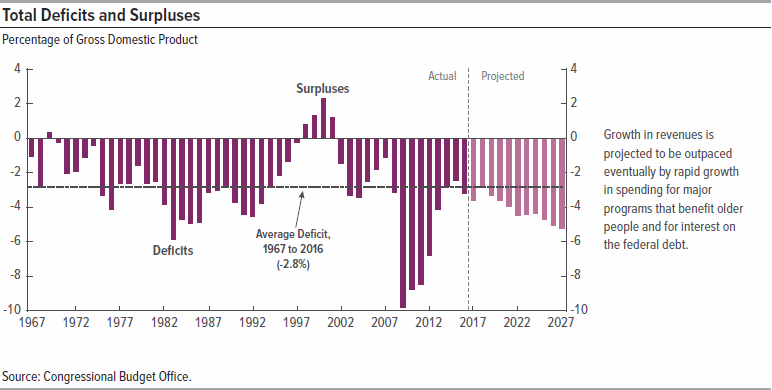 Total Deficits and Surpluses
Percentage of Gross Domestic Product
4
2
0
-2
-4
-6
-8
-10
Surpluses
Actual
Projected
Deficits
Average Deficit,
1967 to 2016
(-2.8%)
4
2
0
-2
-4
-6
-8
-10
1967 1972 1977 1982 1987 1992 1997 2002 2007 2012 2017 2022 2027
Growth in revenues is
projected to be outpaced
eventually by rapid growth
in spending for major
programs that benefit older
people and for interest on
the federal debt.
Source: Congressional Budget Office.